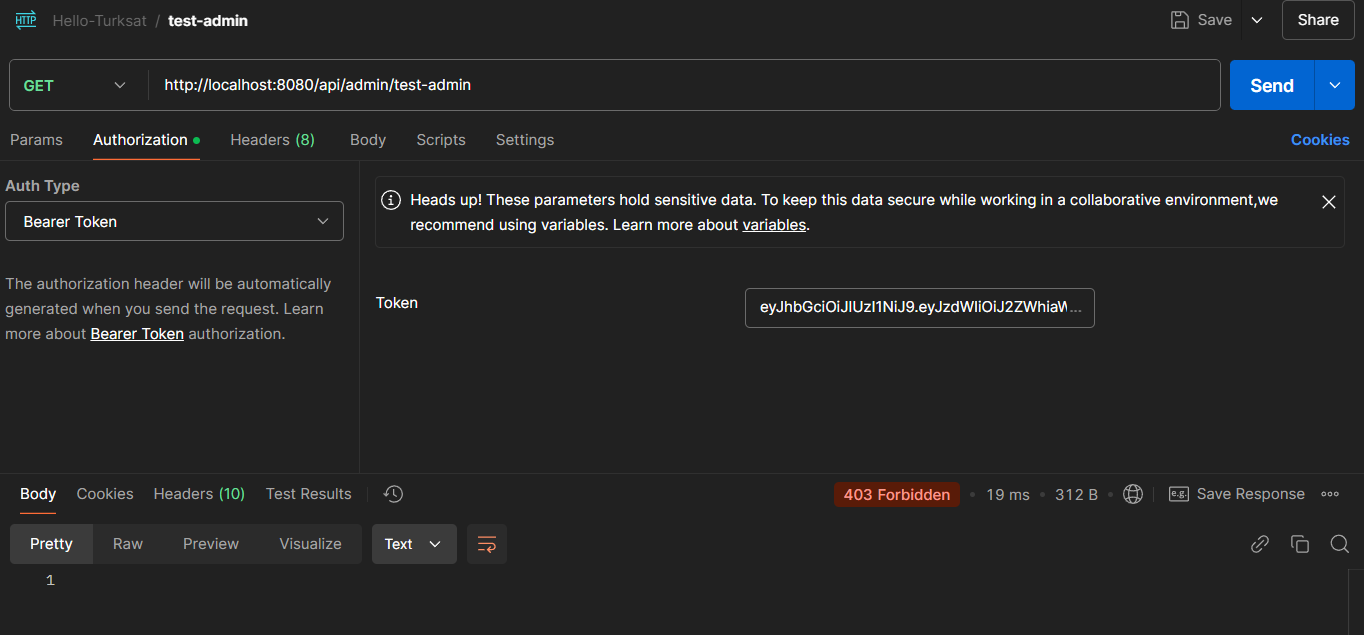 HTTP Hello-Turksat / test-admin Save Share
GET http://localhost:8080/api/admin/test-admin Send
Params Authorization Headers (8) Body Scripts Settings Cookies
Auth Type
Bearer Token
The authorization header will be automatically
generated when you send the request. Learn
more about Bearer Token authorization.
Heads up! These parameters hold sensitive data. To keep this data secure while working in a collaborative environment,we
recommend using variables. Learn more about variables.
Token
eyJhbGciOiJIUzI1NiJ9.eyJzdWIiOiJ2ZWhiaW...
Body Cookies Headers (10) Test Results 403 Forbidden • 19 ms • 312 B • e.g. Save Response
Pretty Raw Preview Visualize Text
1